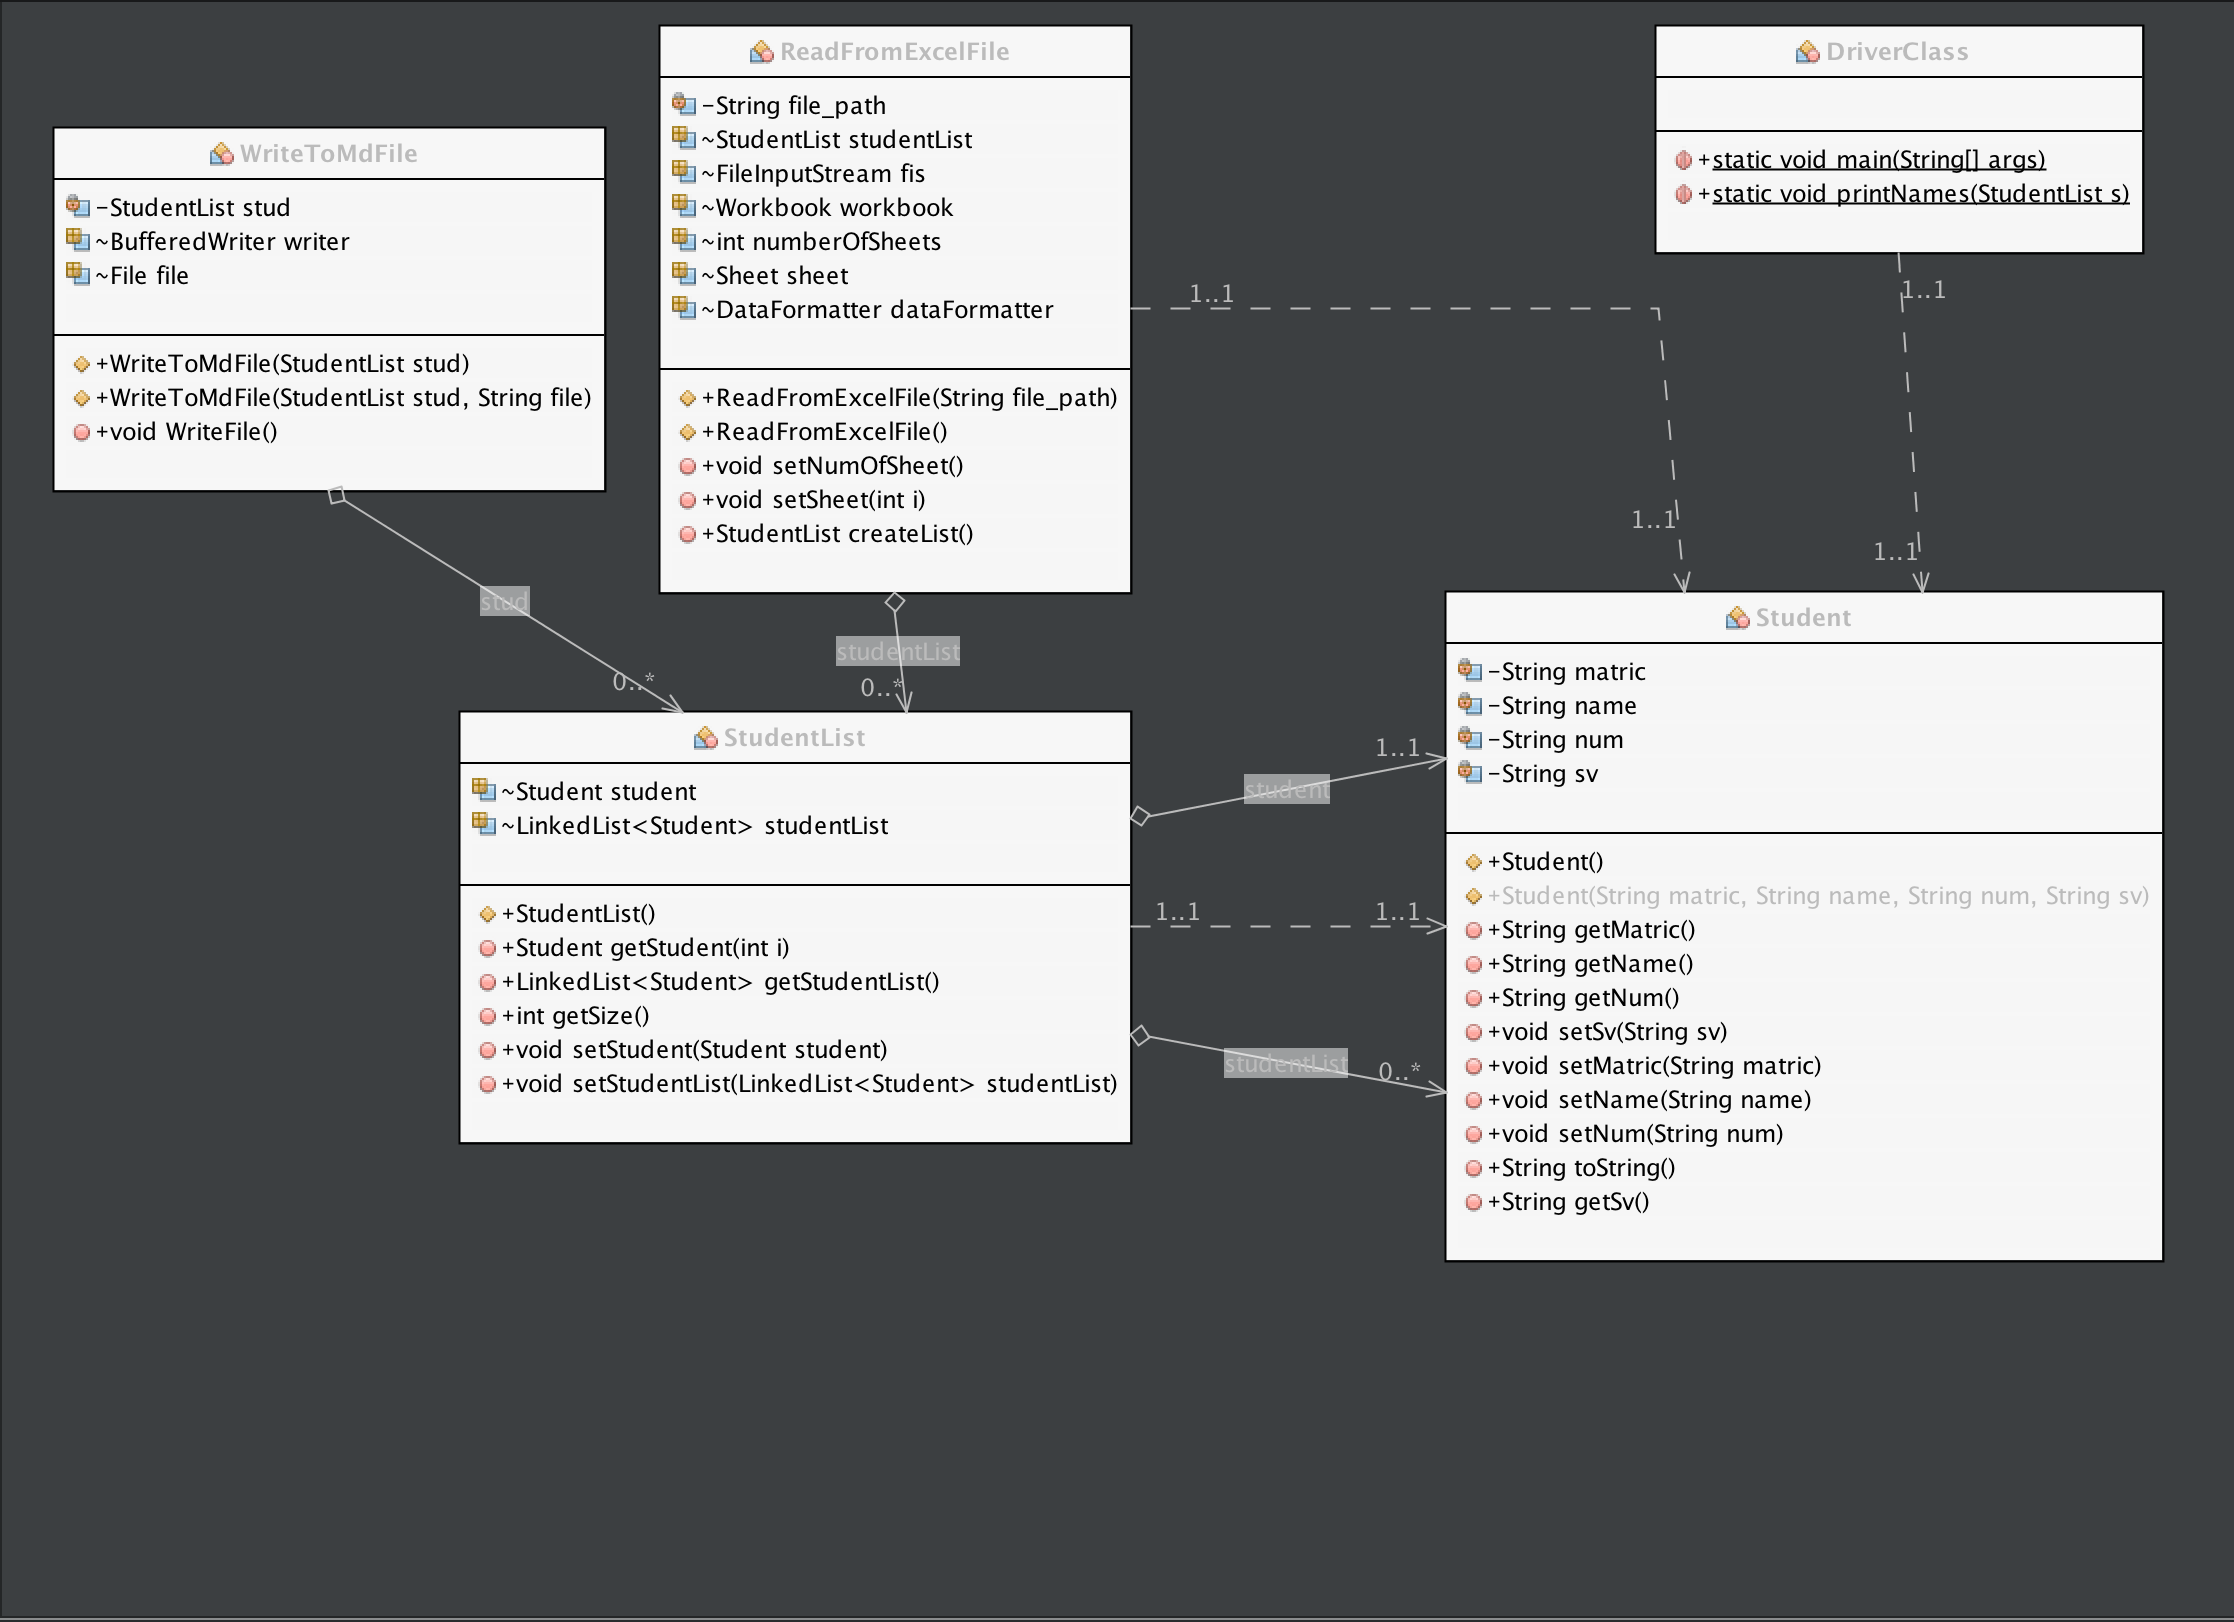 WriteToMdFile
-StudentList stud
~BufferedWriter writer
~File file
+WriteToMdFile(StudentList stud)
+WriteToMdFile(StudentList stud, String file)
+void WriteFile()
ReadFromExcelFile
-String file_path
~StudentList studentList
~FileInputStream fis
~Workbook workbook
~int numberOfSheets
~Sheet sheet
~DataFormatter dataFormatter
+ReadFromExcelFile(String file_path)
+ReadFromExcelFile()
+void setNumOfSheet()
+void setSheet(int i)
+StudentList createList()
DriverClass
+static void main(String[] args)
+static void printNames(StudentList s)
1..1
1..1
1..1
1..1
stud
0..*
studentList
0..*
StudentList
~Student student
~LinkedList<Student> studentList
+StudentList()
+Student getStudent(int i)
+LinkedList<Student> getStudentList()
+int getSize()
+void setStudent(Student student)
+void setStudentList(LinkedList<Student> studentList)
student
1..1
1..1
1..1
studentList
0..*
Student
-String matric
-String name
-String num
-String sv
+Student()
+Student(String matric, String name, String num, String sv)
+String getMatric()
+String getName()
+String getNum()
+void setSv(String sv)
+void setMatric(String matric)
+void setName(String name)
+void setNum(String num)
+String toString()
+String getSv()